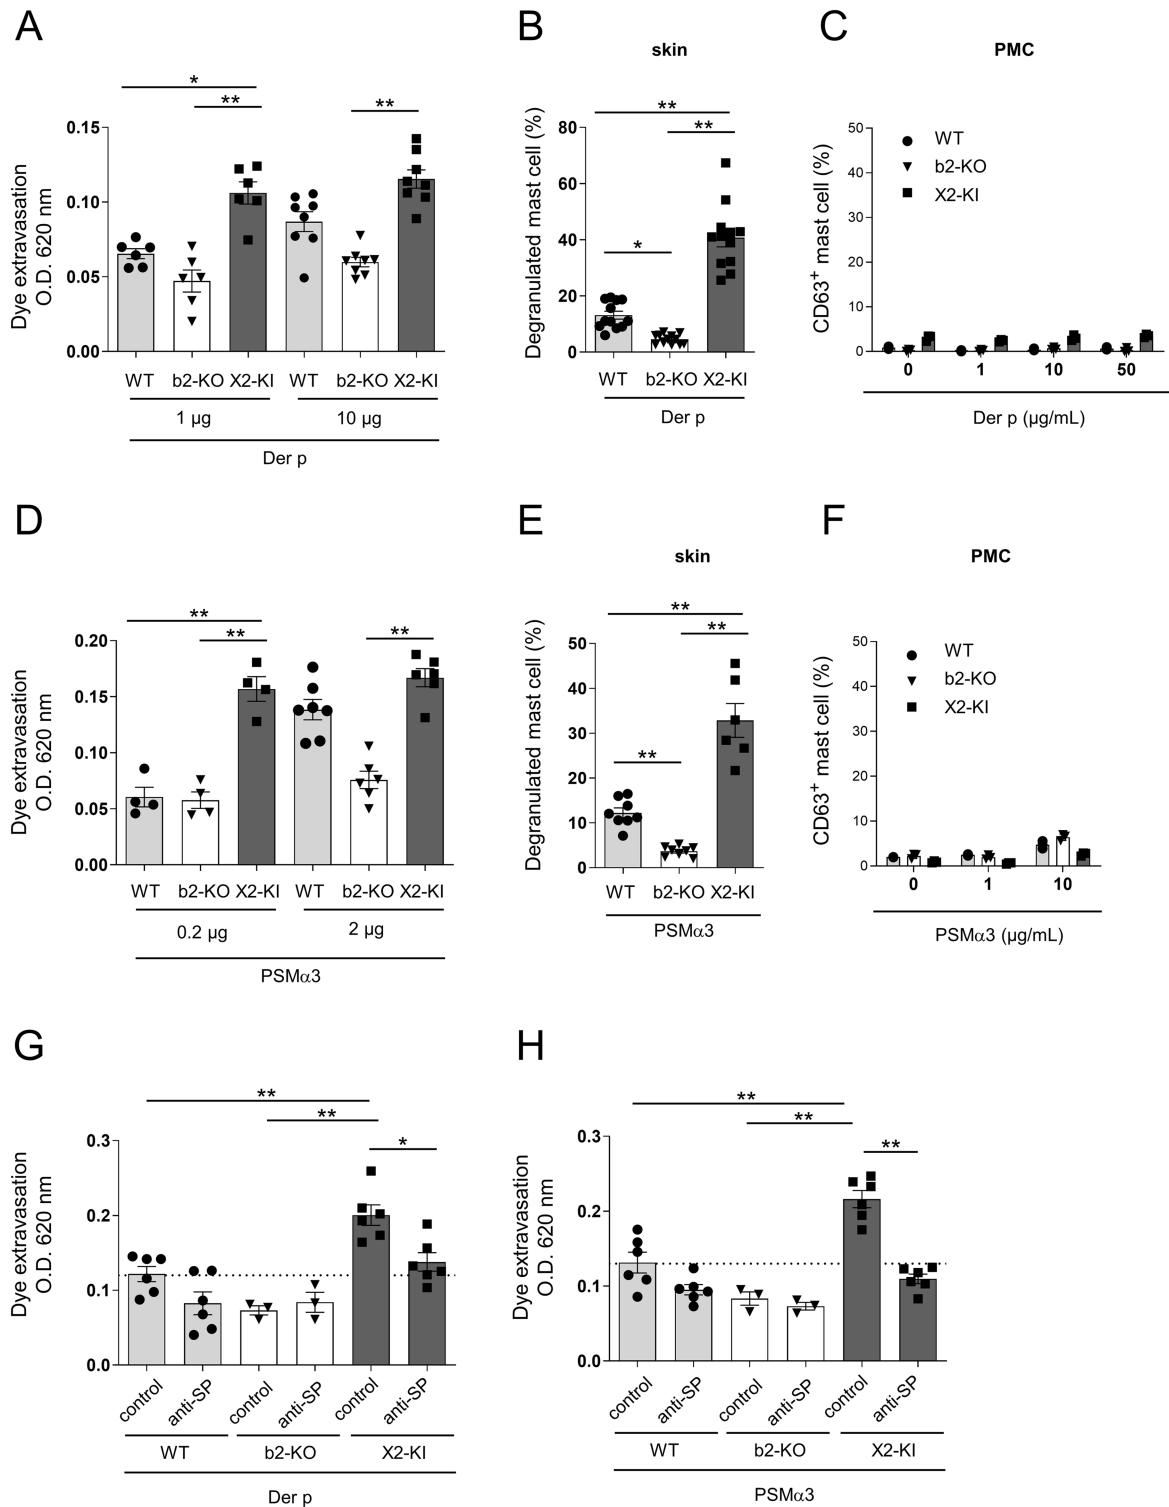 A
*
**
**
Dye extravasation
O.D. 620 nm
0.15
0.10
0.05
0.00
WT
b2-KO
X2-KI
WT
b2-KO
X2-KI
1 µg
10 µg
Der p
B
skin
**
**
*
Degranulated mast cell (%)
80
60
40
20
0
WT
b2-KO
X2-KI
Der p
C
PMC
CD63+ mast cell (%)
50
40
30
20
10
0
WT
b2-KO
X2-KI
0
1
10
50
Der p (µg/mL)
D
**
**
**
Dye extravasation
O.D. 620 nm
0.20
0.15
0.10
0.05
0.00
WT
b2-KO
X2-KI
WT
b2-KO
X2-KI
0.2 µg
2 µg
PSMα3
E
skin
**
**
**
Degranulated mast cell (%)
50
40
30
20
10
0
WT
b2-KO
X2-KI
PSMα3
F
PMC
CD63+ mast cell (%)
50
40
30
20
10
0
WT
b2-KO
X2-KI
0
1
10
PSMα3 (µg/mL)
G
**
**
*
Dye extravasation
O.D. 620 nm
0.3
0.2
0.1
0.0
control
anti-SP
control
anti-SP
control
anti-SP
WT
b2-KO
X2-KI
Der p
H
**
**
**
Dye extravasation
O.D. 620 nm
0.3
0.2
0.1
0.0
control
anti-SP
control
anti-SP
control
anti-SP
WT
b2-KO
X2-KI
PSMα3